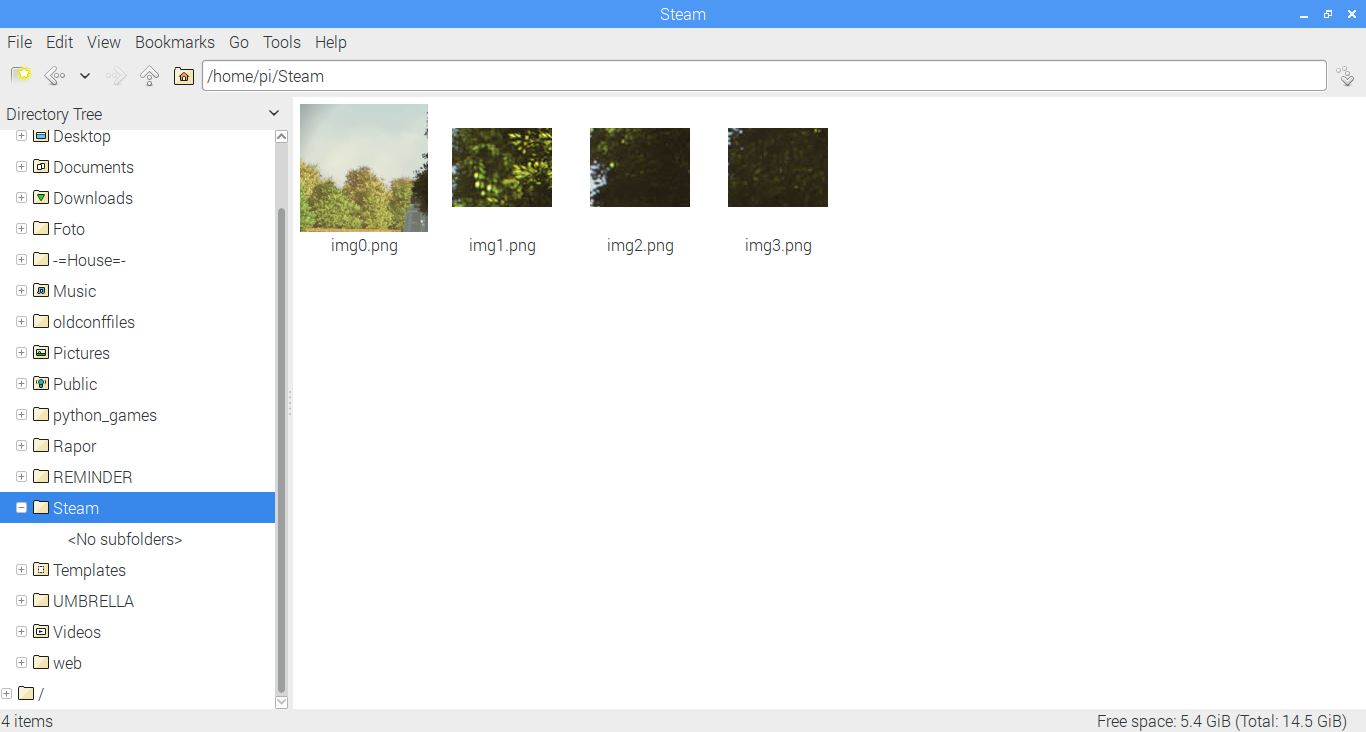 Steam
File Edit View Bookmarks Go Tools Help
/home/pi/Steam
Directory Tree
Desktop
Documents
Downloads
Foto
-=House=-
Music
oldconffiles
Pictures
Public
python_games
Rapor
REMINDER
Steam
<No subfolders>
Templates
UMBRELLA
Videos
web
/
img0.png img1.png img2.png img3.png
4 items
Free space: 5.4 GiB (Total: 14.5 GiB)